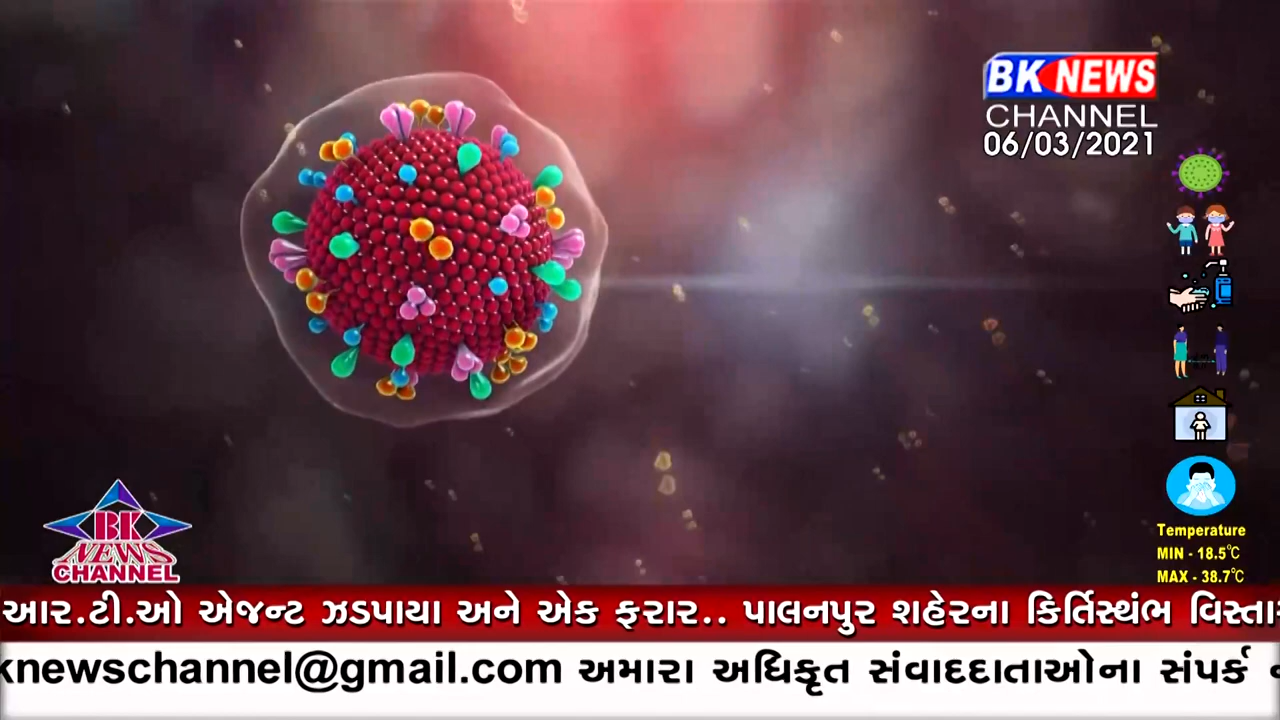 BK NEWS
CHANNEL
06/03/2021
BK
NEWS
CHANNEL
Temperature
MIN - 18.5°C
MAX - 38.7°C
આર.ટી.ઓ એજન્ટ ઝડપાયા અને એક ફરાર.. પાલનપુર શહેરના કિર્તિસ્થંભ
knewschannel@gmail.com અમારા અધિકૃત સંવાદદાતાઓના સંપર્ક